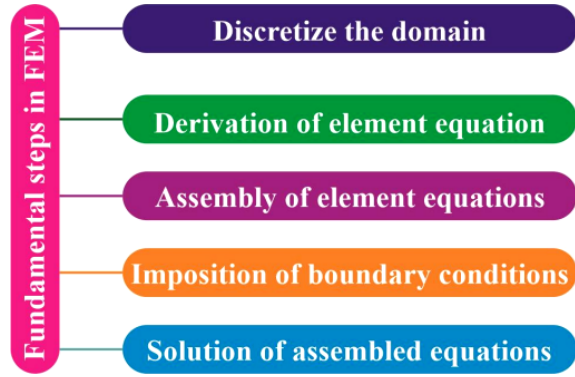 Fundamental steps in FEM
Discretize the domain
Derivation of element equation
Assembly of element equations
Imposition of boundary conditions
Solution of assembled equations